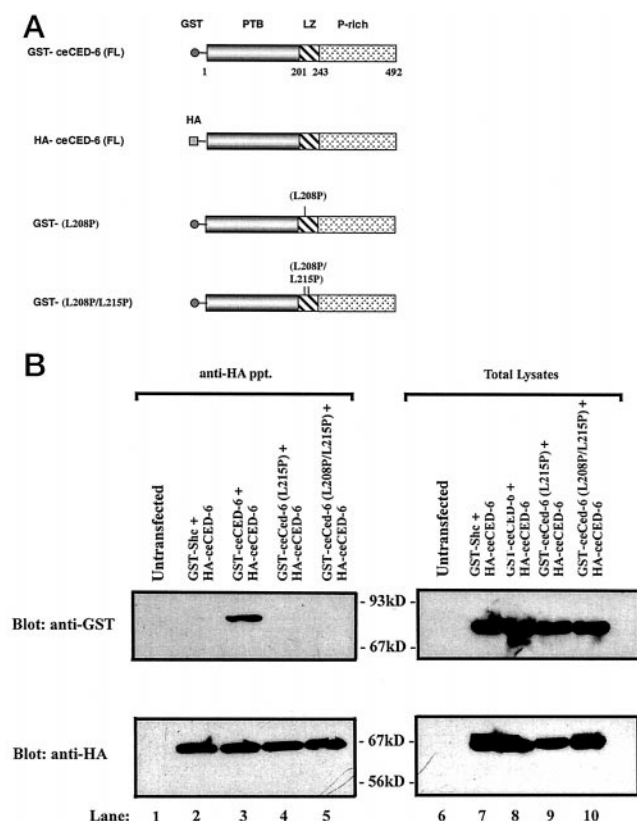 A
GST PTB LZ P-rich
GST- ceCED-6 (FL)
1 201 243 492
HA
HA- ceCED-6 (FL)
(L208P)
GST- (L208P)
(L208P/
L215P)
GST- (L208P/L215P)
B
anti-HA ppt. Total Lysates
Untransfected
GST-Shc +
HA-ceCED-6
GST-ceCED-6 +
HA-ceCED-6
GST-ceCed-6 (L215P) +
HA-ceCED-6
GST-ceCed-6 (L208P/L215P) +
HA-ceCED-6
Untransfected
GST-Shc +
HA-ceCED-6
GST-ceCED-6 +
HA-ceCED-6
GST-ceCed-6 (L215P) +
HA-ceCED-6
GST-ceCed-6 (L208P/L215P) +
HA-ceCED-6
Blot: anti-GST
- 93kD -
- 67kD -
Blot: anti-HA
- 67kD -
- 56kD -
Lane: 1 2 3 4 5 6 7 8 9 10